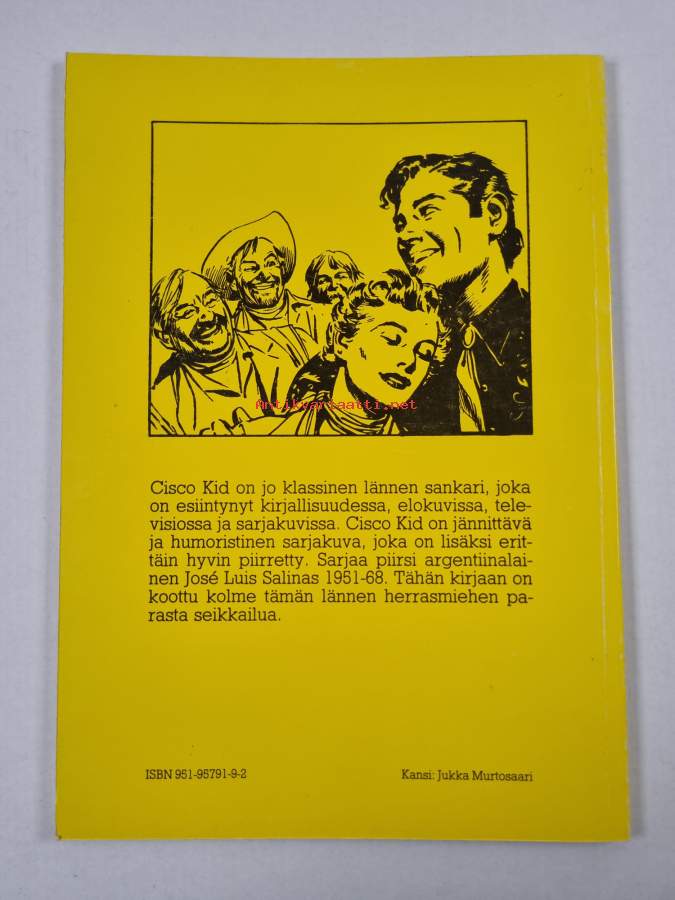 Antikvariaatti.net
Cisco Kid on jo klassinen lännen sankari, joka
on esiintynyt kirjallisuudessa, elokuvissa, tele-
visiossa ja sarjakuvissa. Cisco Kid on jännittävä
ja humoristinen sarjakuva, joka on lisäksi erit-
täin hyvin piirretty. Sarjaa piirsi argentiinalai-
nen José Luis Salinas 1951-68. Tähän kirjaan on
koottu kolme tämän lännen herrasmiehen pa-
rasta seikkailua.
ISBN 951-95791-9-2
Kansi: Jukka Murtosaari